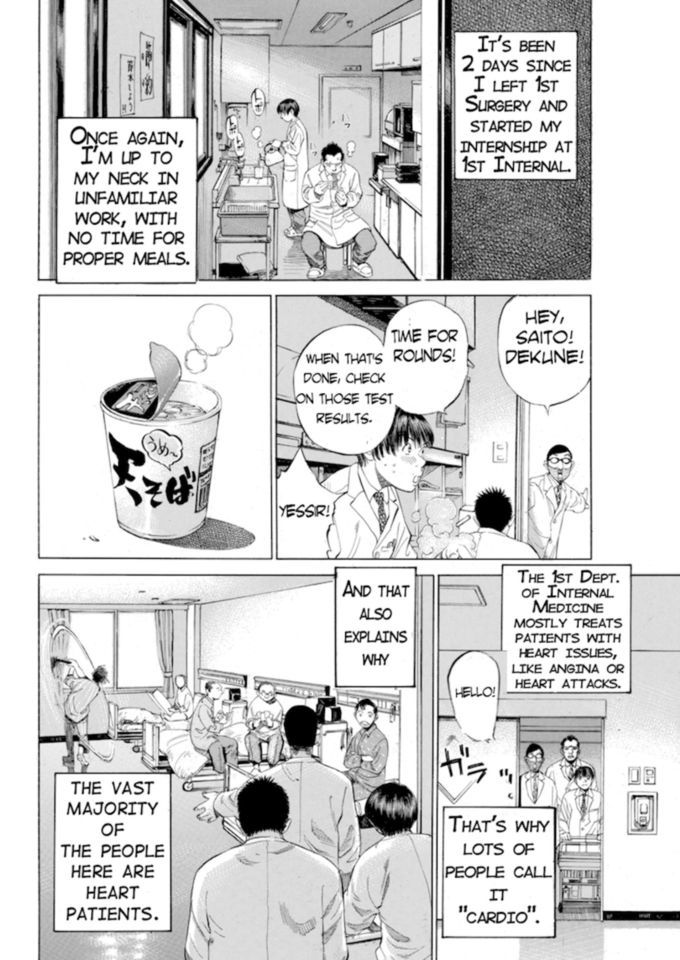 IT'S BEEN
2 DAYS SINCE
I LEFT 1ST
SURGERY AND
STARTED MY
INTERNSHIP AT
1ST INTERNAL.
ONCE AGAIN,
I'M UP TO
MY NECK IN
UNFAMILIAR
WORK, WITH
NO TIME FOR
PROPER MEALS.
HEY,
SAITO!
DEKUNE!
TIME FOR
ROUNDS!
WHEN THAT'S
DONE, CHECK
ON THOSE TEST
RESULTS.
YESSIR!
うめ〜
天そば
THE 1ST DEPT.
OF INTERNAL
MEDICINE
MOSTLY TREATS
PATIENTS WITH
HEART ISSUES,
LIKE ANGINA OR
HEART ATTACKS.
HELLO!
ガラッ
THAT'S WHY
LOTS OF
PEOPLE CALL
IT
"CARDIO".
AND THAT
ALSO
EXPLAINS
WHY
THE VAST
MAJORITY
OF
THE PEOPLE
HERE ARE
HEART
PATIENTS.